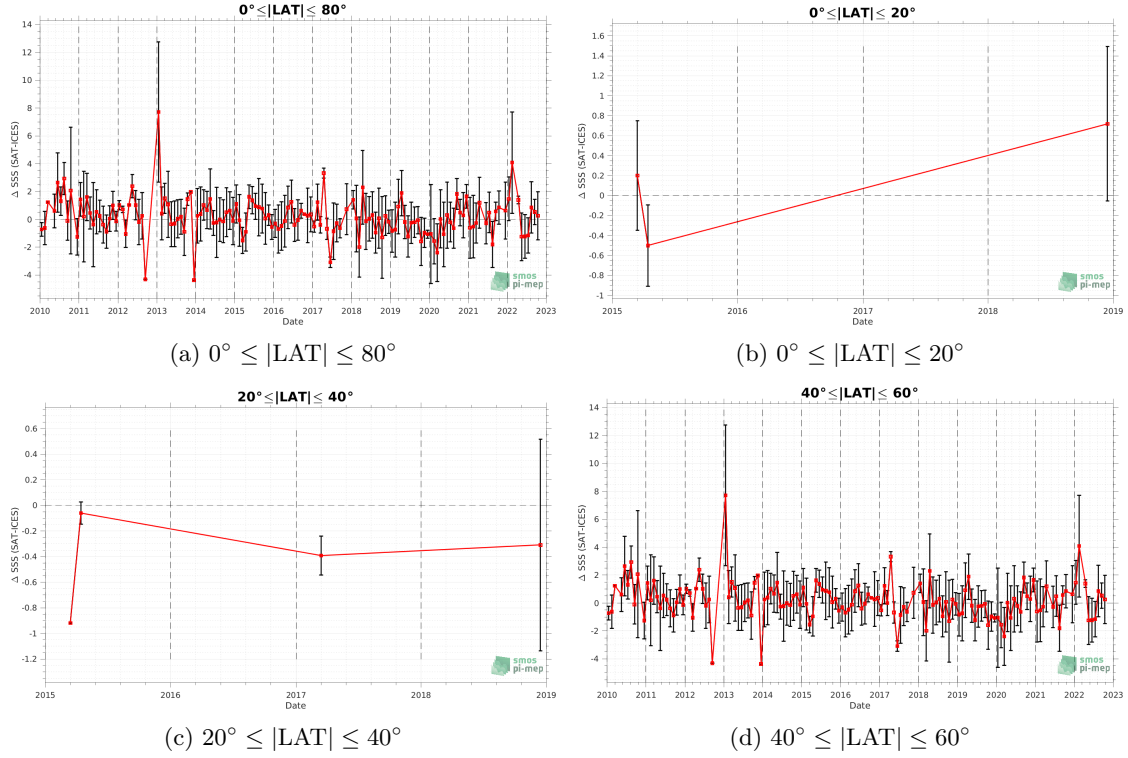 0°≤|LAT|≤ 80°
14
12
10
8
6
4
2
0
-2
-4
Δ SSS (SAT-ICES)
2010 2011 2012 2013 2014 2015 2016 2017 2018 2019 2020 2021 2022 2023
Date
smos
pi-mep
(a) 0° ≤ |LAT| ≤ 80°
0°≤|LAT|≤ 20°
1.6
1.4
1.2
1
0.8
0.6
0.4
0.2
0
-0.2
-0.4
-0.6
-0.8
-1
Δ SSS (SAT-ICES)
2015 2016 2017 2018 2019
Date
smos
pi-mep
(b) 0° ≤ |LAT| ≤ 20°
20°≤|LAT|≤ 40°
0.6
0.4
0.2
0
-0.2
-0.4
-0.6
-0.8
-1
-1.2
Δ SSS (SAT-ICES)
2015 2016 2017 2018 2019
Date
smos
pi-mep
(c) 20° ≤ |LAT| ≤ 40°
40°≤|LAT|≤ 60°
14
12
10
8
6
4
2
0
-2
-4
Δ SSS (SAT-ICES)
2010 2011 2012 2013 2014 2015 2016 2017 2018 2019 2020 2021 2022 2023
Date
smos
pi-mep
(d) 40° ≤ |LAT| ≤ 60°